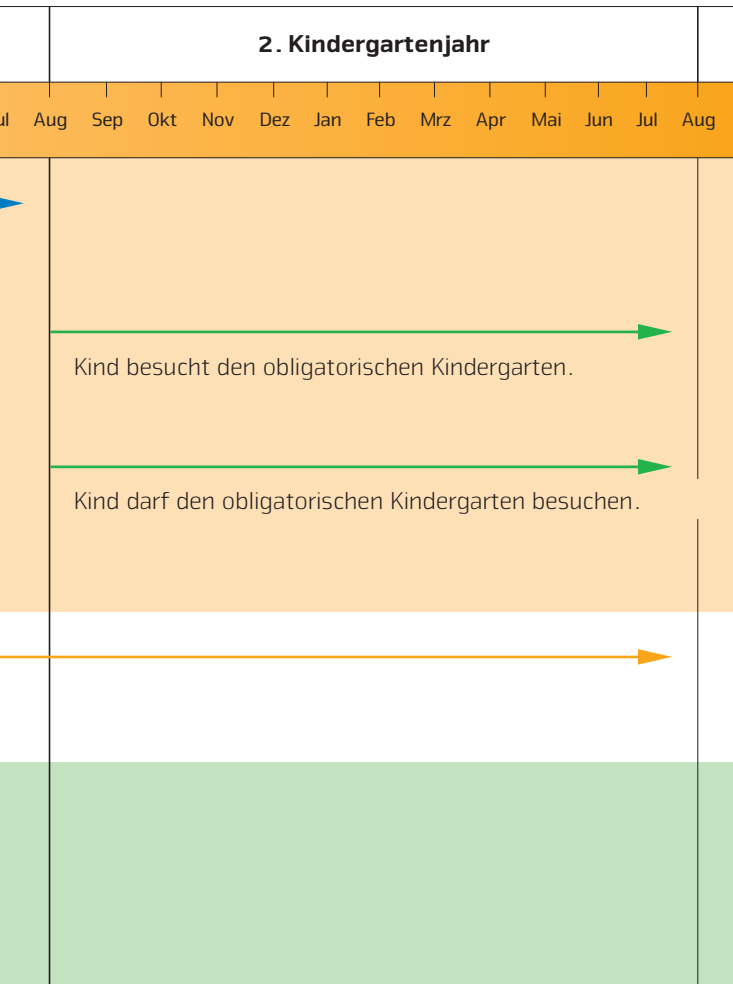 2. Kindergartenjahr
ul Aug Sep Okt Nov Dez Jan Feb Mrz Apr Mai Jun Jul Aug
Kind besucht den obligatorischen Kindergarten.
Kind darf den obligatorischen Kindergarten besuchen.